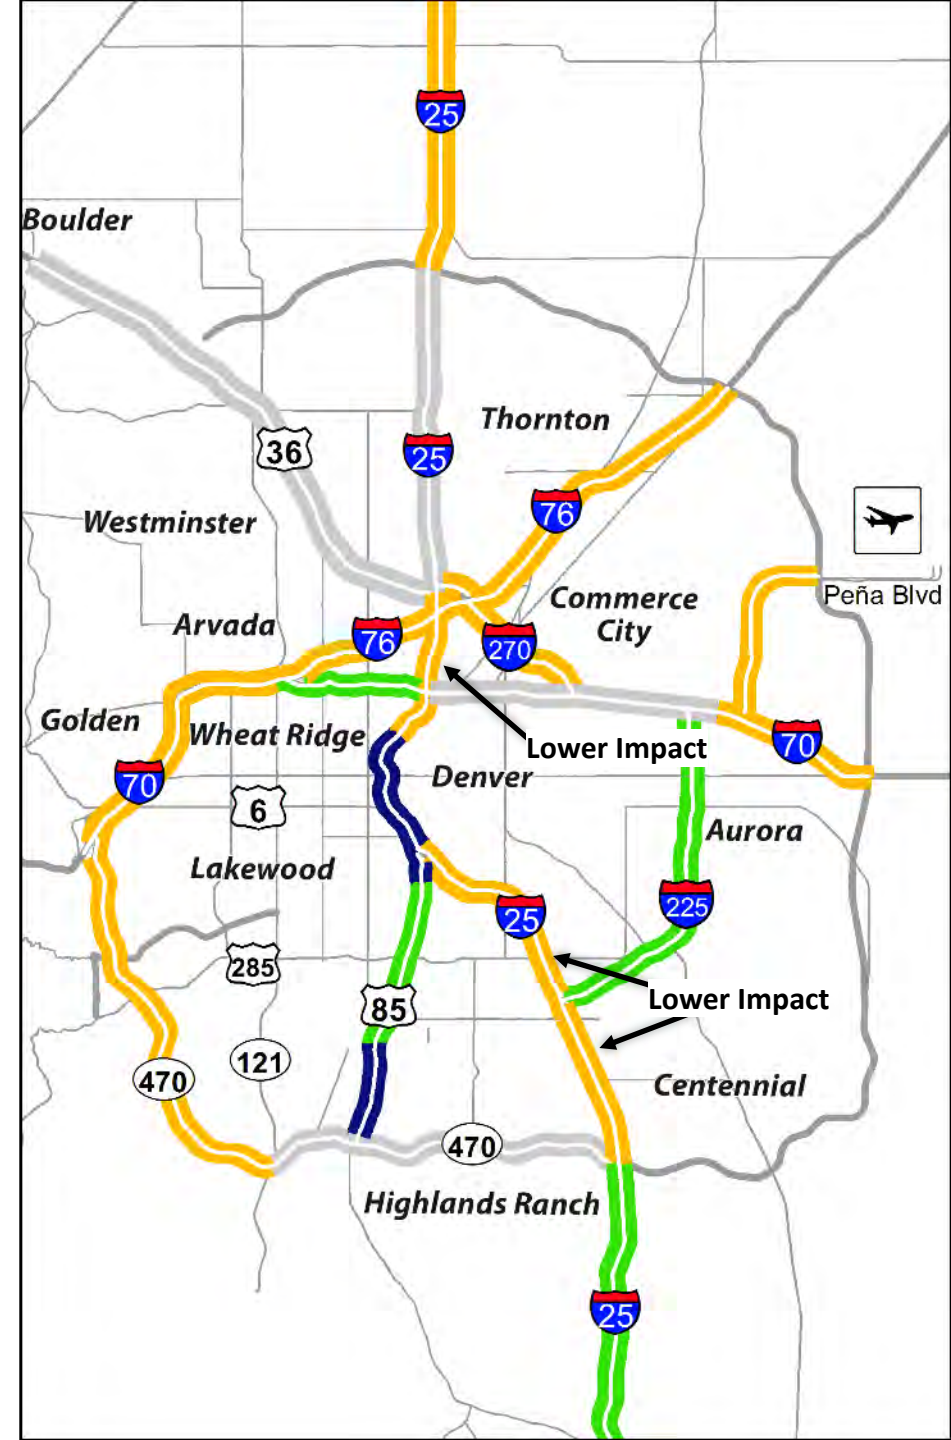 25
Boulder
Thornton
36
25
76
Westminster
Peña Blvd
Commerce
City
Arvada
76
270
Golden
Wheat Ridge
Lower Impact
70
70
Denver
6
Aurora
Lakewood
225
25
285
Lower Impact
85
121
470
Centennial
470
Highlands Ranch
25